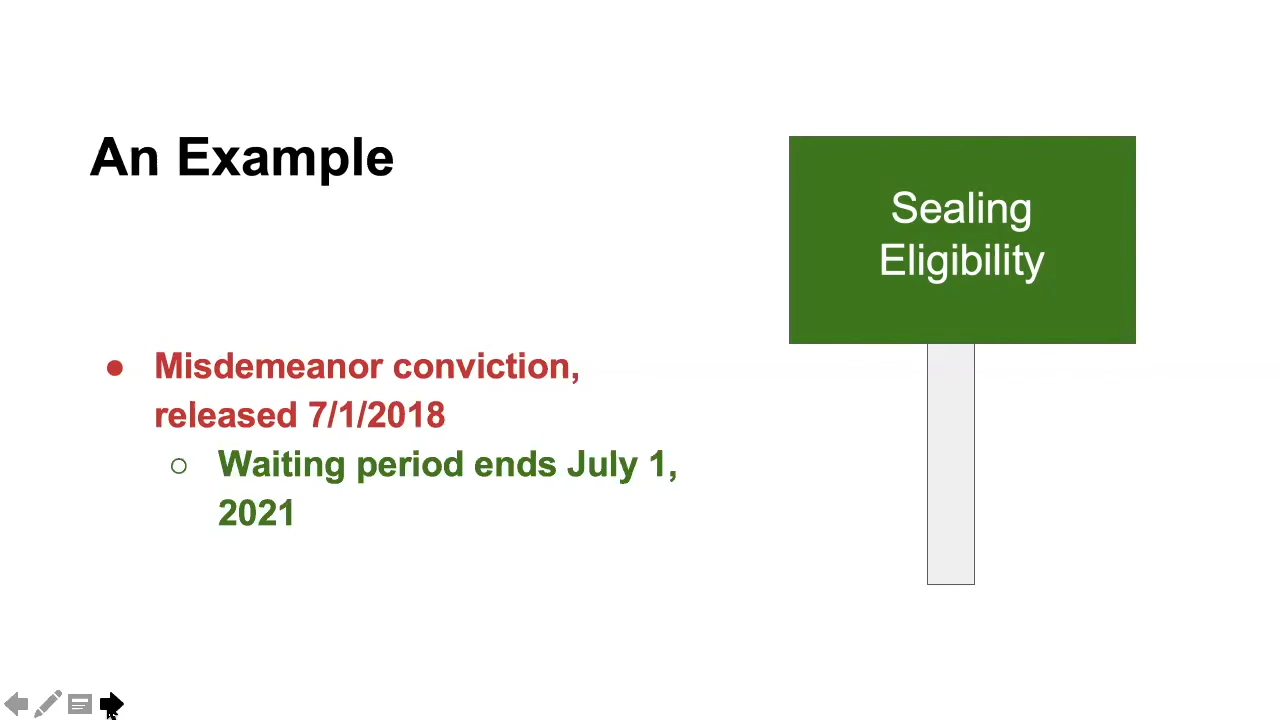 An Example
Sealing
Eligibility
● Misdemeanor conviction,
released 7/1/2018
○ Waiting period ends July 1,
2021